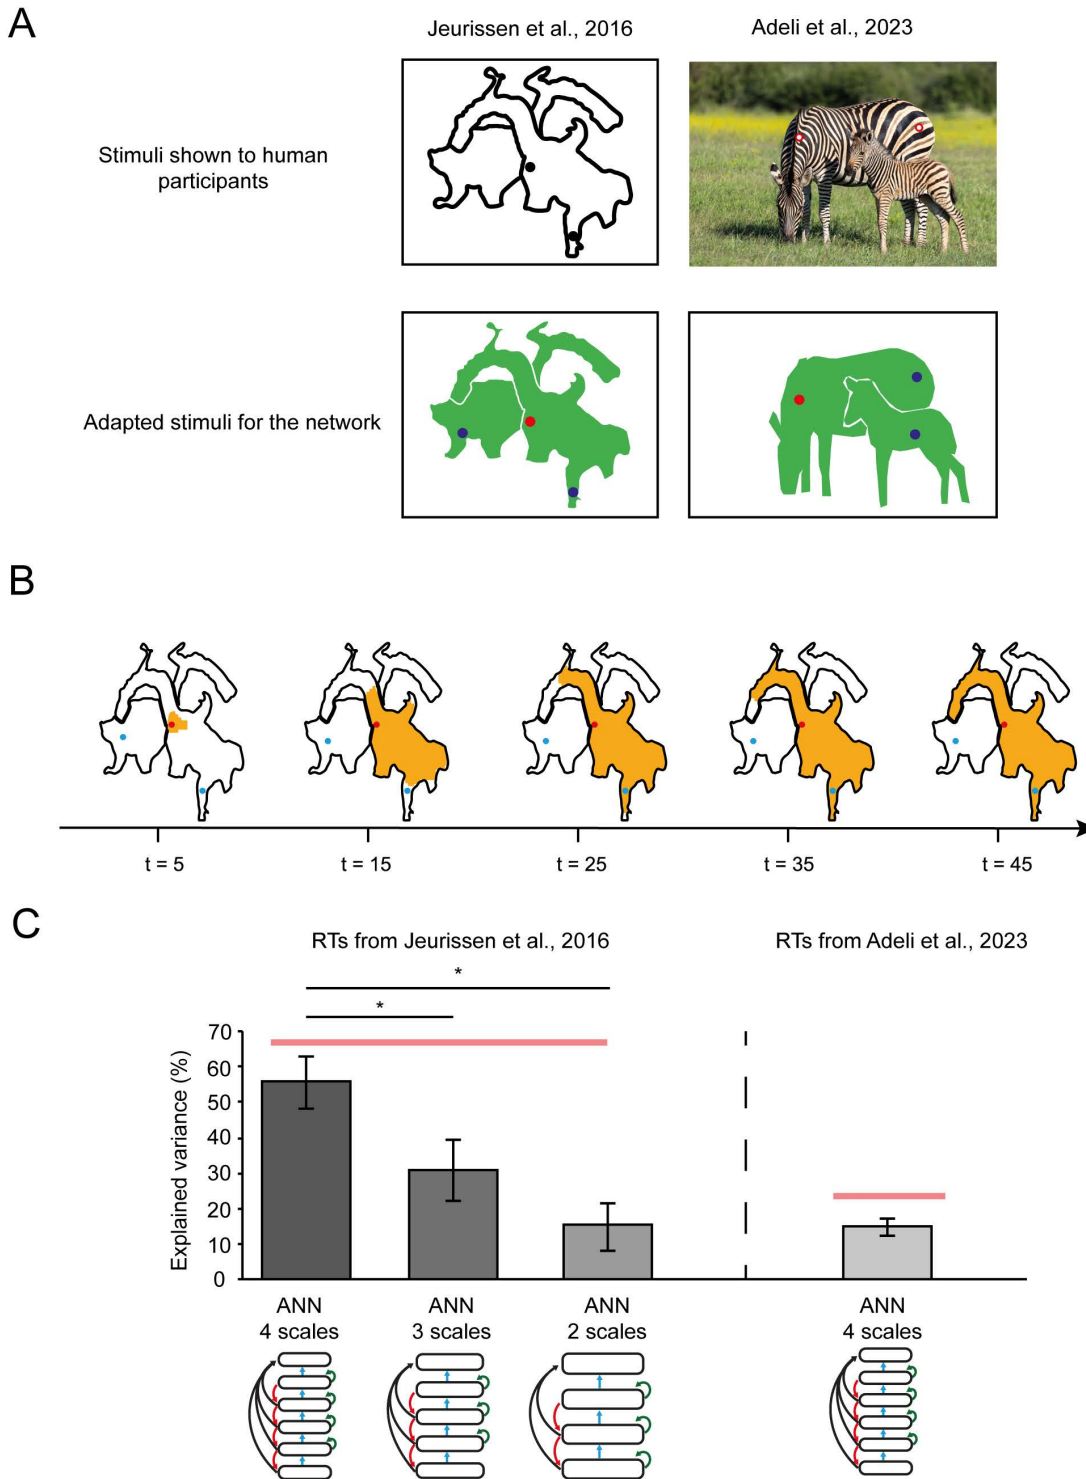 A
Jeurissen et al., 2016
Adeli et al., 2023
Stimuli shown to human
participants
Adapted stimuli for the network
B
t = 5
t = 15
t = 25
t = 35
t = 45
C
RTs from Jeurissen et al., 2016
RTs from Adeli et al., 2023
*
*
Explained variance (%)
70
60
50
40
30
20
10
0
ANN
4 scales
ANN
3 scales
ANN
2 scales
ANN
4 scales